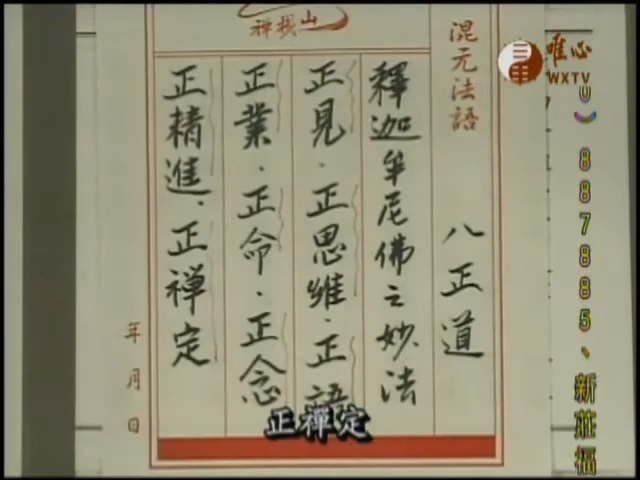 禪機山
混元法語
八正道
釋迦牟尼佛之妙法
正見．正思維．正語
正業．正命．正念
正精進．正禪定
年月日
正禪定
唯心
WXTV
0）887885、新莊福